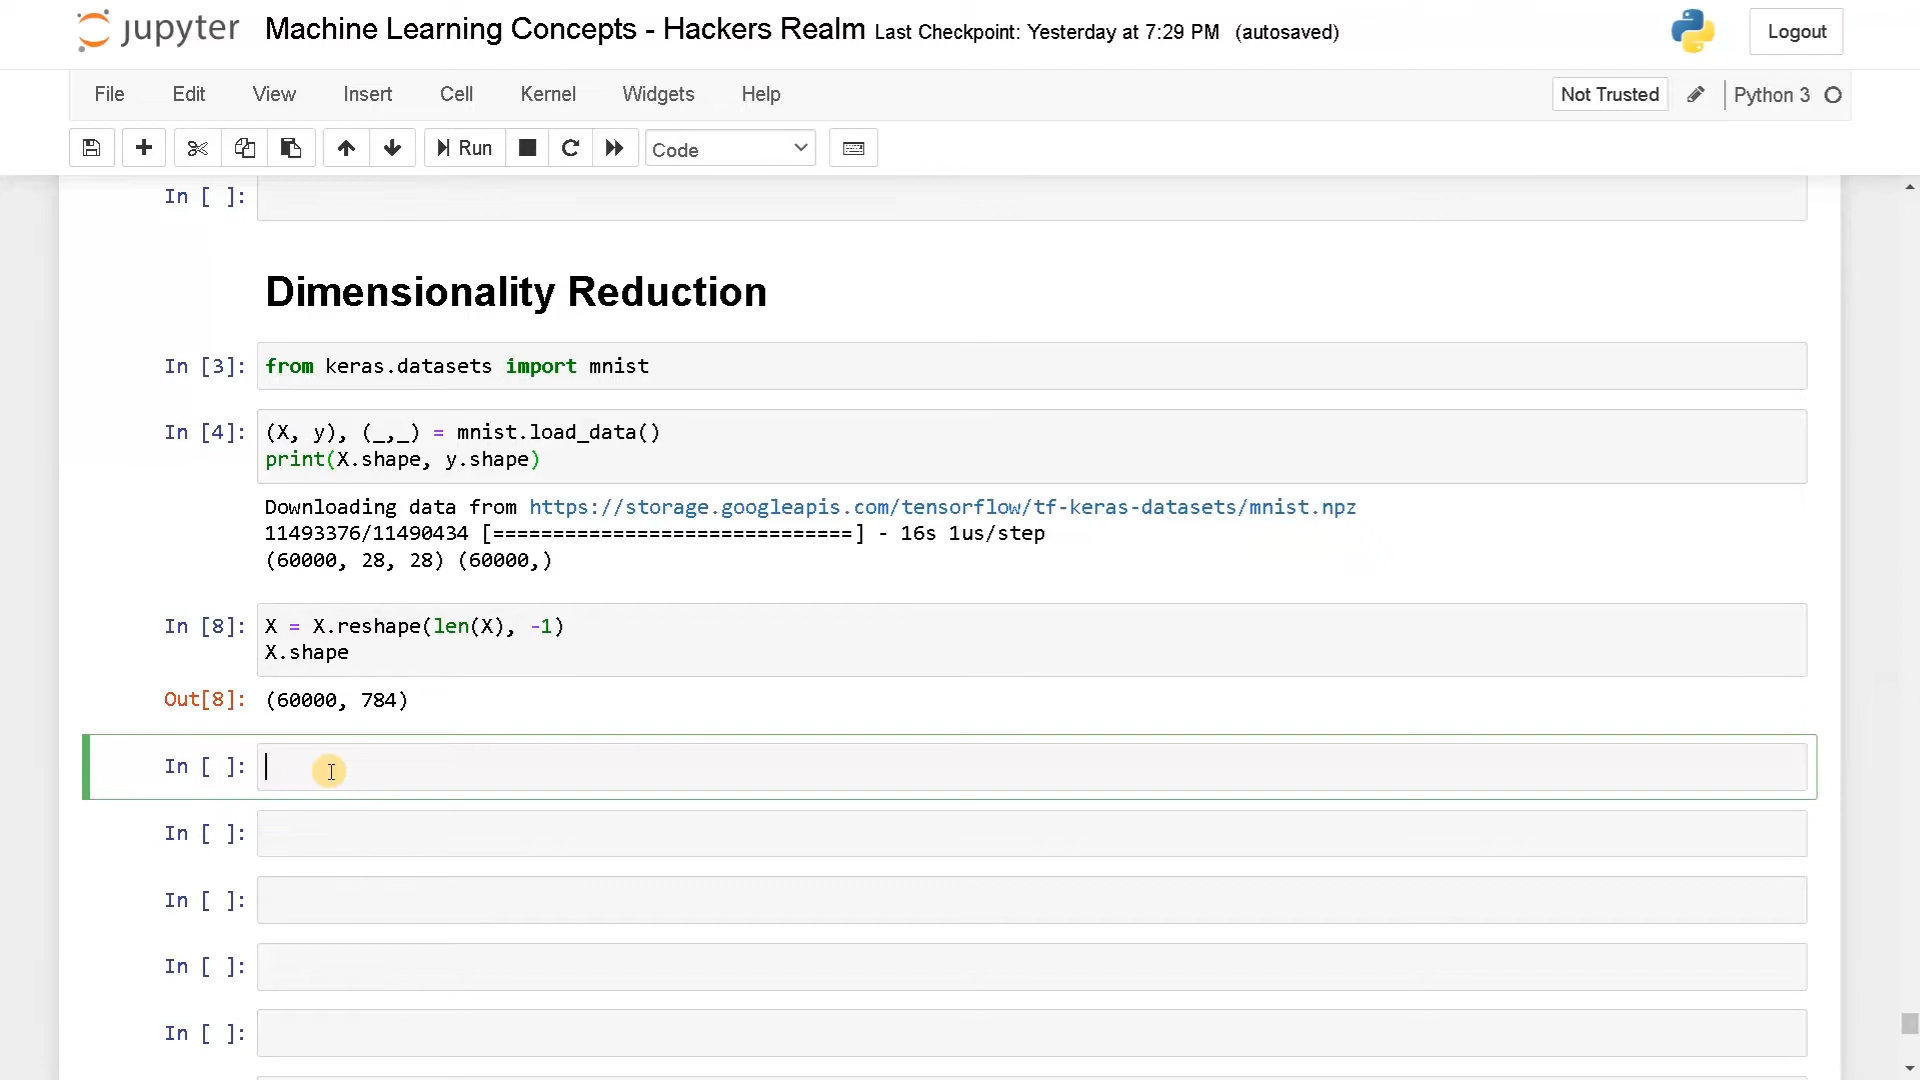 jupyter Machine Learning Concepts - Hackers Realm Last Checkpoint: Yesterday at 7:29 PM (autosaved) Logout
File Edit View Insert Cell Kernel Widgets Help Not Trusted Python 3
Run Code
In [ ]:
Dimensionality Reduction
In [3]: from keras.datasets import mnist
In [4]: (X, y), (_,_) = mnist.load_data()
print(X.shape, y.shape)
Downloading data from https://storage.googleapis.com/tensorflow/tf-keras-datasets/mnist.npz
11493376/11490434 [==============================] - 16s 1us/step
(60000, 28, 28) (60000,)
In [8]: X = X.reshape(len(X), -1)
X.shape
Out[8]: (60000, 784)
In [ ]:
In [ ]:
In [ ]:
In [ ]:
In [ ]: